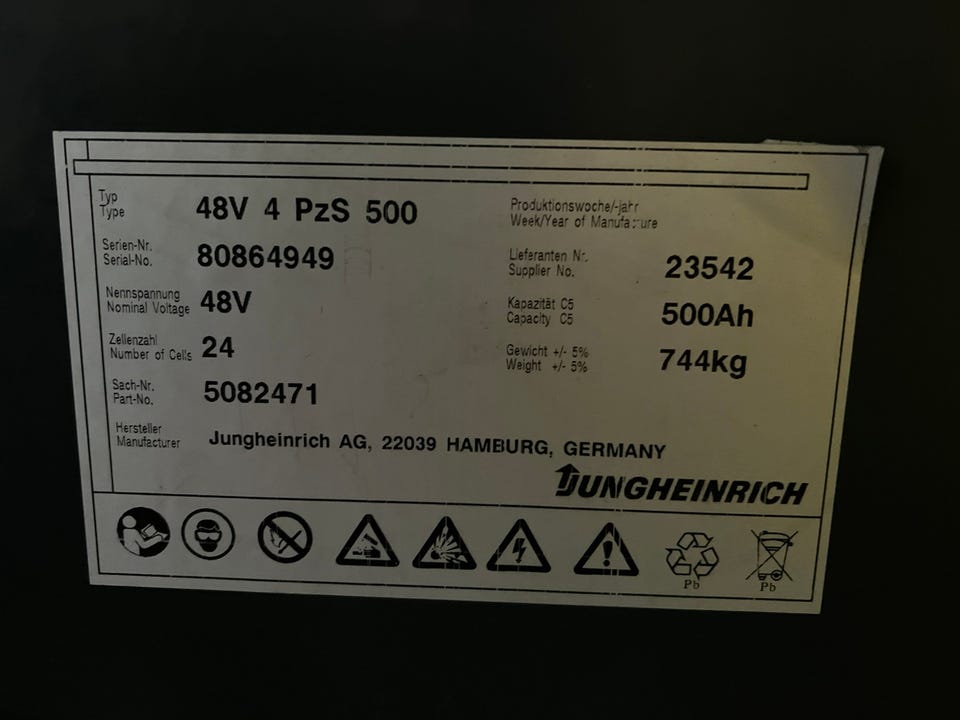 Typ
Type
48V 4 PzS 500
Produktionswoche/-jahr
Week/Year of Manufacture
Serien-Nr.
Serial-No.
80864949
Lieferanten Nr.
Supplier No.
23542
Nennspannung
Nominal Voltage
48V
Kapazität C5
Capacity C5
500Ah
Zellenzahl
Number of Cells
24
Gewicht +/- 5%
Weight +/- 5%
744kg
Sach-Nr.
Part-No.
5082471
Hersteller
Manufacturer
Jungheinrich AG, 22039 HAMBURG, GERMANY
JUNGHEINRICH
Pb
Pb